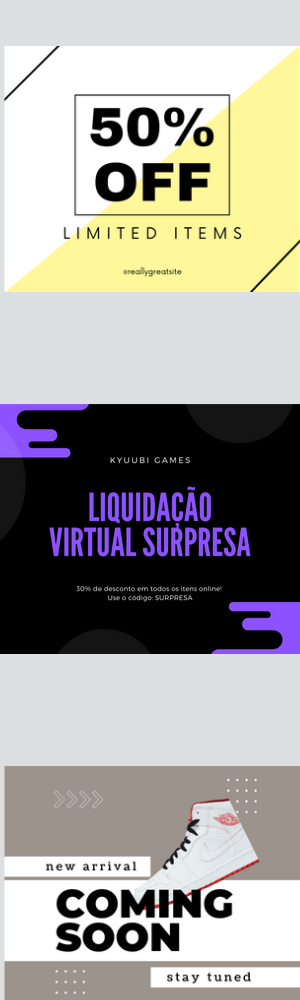 50%
OFF
LIMITED ITEMS
@reallygreatsite
KYUUBI GAMES
LIQUIDAÇÃO
VIRTUAL SURPRESA
30% de desconto em todos os itens online!
Use o código: SURPRESA
new arrival
COMING
SOON
stay tuned